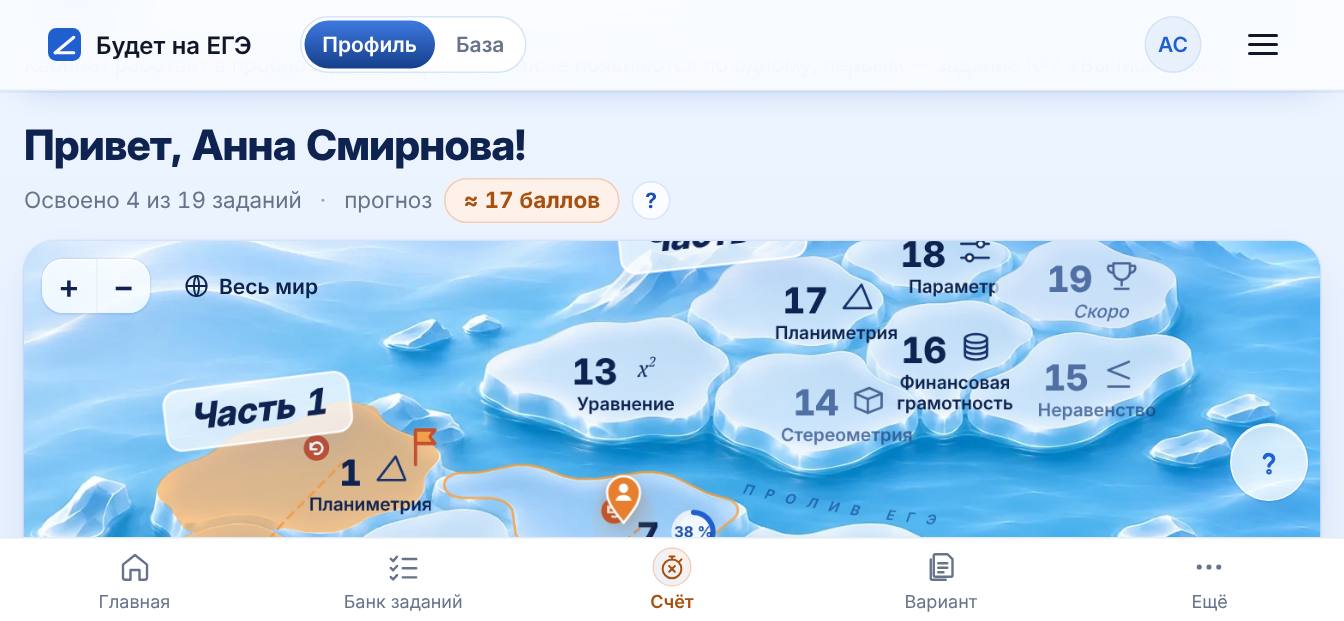 Будет на ЕГЭ
Профиль
База
АС
Привет, Анна Смирнова!
Освоено 4 из 19 заданий · прогноз ≈ 17 баллов ?
+ −
Весь мир
18
Параметр
19
Скоро
17
Планиметрия
16
Финансовая
грамотность
13 x²
Уравнение
14
Стереометрия
15 ≤
Неравенство
Часть 1
1
Планиметрия
?
ПРОЛИВ ЕГЭ
7
38 %
Главная
Банк заданий
Счёт
Вариант
Ещё